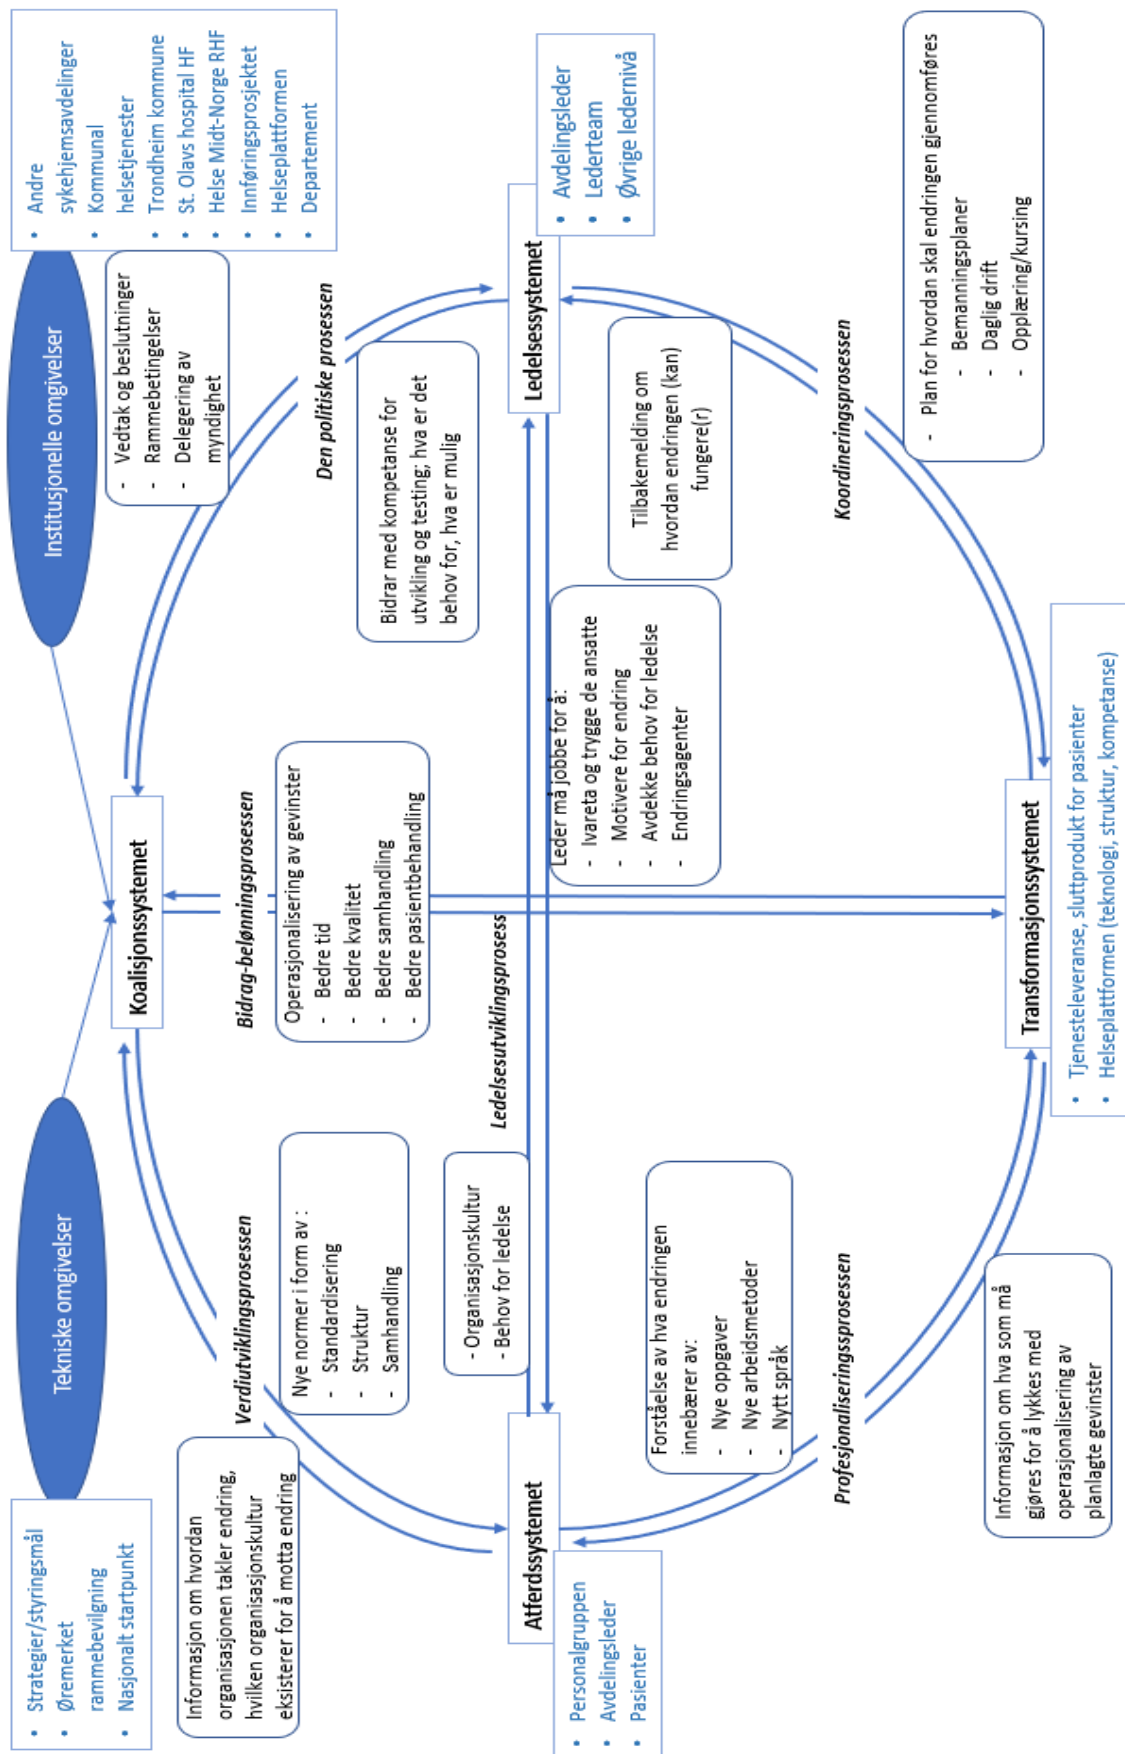 Strategier/styringsmål
Øremerket
rammebevilgning
Nasjonalt startpunkt
Tekniske omgivelser
Institusjonelle omgivelser
Andre
sykehjemsavdelinger
Kommunal
helsetjenester
Trondheim kommune
St. Olavs hospital HF
Helse Midt-Norge RHF
Innføringsprosjektet
Helseplattformen
Departement
Koalisjonssystemet
- Vedtak og beslutninger
- Rammebetingelser
- Delegering av
myndighet
Informasjon om hvordan
organisasjonen takler endring,
hvilken organisasjonskultur
eksisterer for å motta endring
Verdiutviklingprosessen
Bidrag-belønningprosessen
Den politiske prosessen
Nye normer i form av :
- Standardisering
- Struktur
- Samhandling
Operasjonalisering av gevinster
- Bedre tid
- Bedre kvalitet
- Bedre samhandling
- Bedre pasientbehandling
Bidrar med kompetanse for
utvikling og testing; hva er det
behov for, hva er mulig
- Organisasjonskultur
- Behov for ledelse
Ledelsesutviklingsprosess
Atferdssystemet
Personalgruppen
Avdelingsleder
Pasienter
Ledelsessystemet
Avdelingsleder
Lederteam
Øvrige ledernivå
Leder må jobbe for å:
- Ivareta og trygge de ansatte
- Motivere for endring
- Avdekke behov for ledelse
- Endringsagenter
Tilbakemelding om
hvordan endringen (kan)
fungere(r)
Forståelse av hva endringen
innebærer av:
- Nye oppgaver
- Nye arbeidsmetoder
- Nytt språk
Profesjonaliseringssprosessen
Koordineringsprosessen
Informasjon om hva som må
gjøres for å lykkes med
operasjonalisering av
planlagte gevinster
- Plan for hvordan skal endringen gjennomføres
- Bemanningsplaner
- Daglig drift
- Opplæring/kursing
Transformasjonssystemet
Tjenesteleveranse, sluttprodukt for pasienter
Helseplattformen (teknologi, struktur, kompetanse)